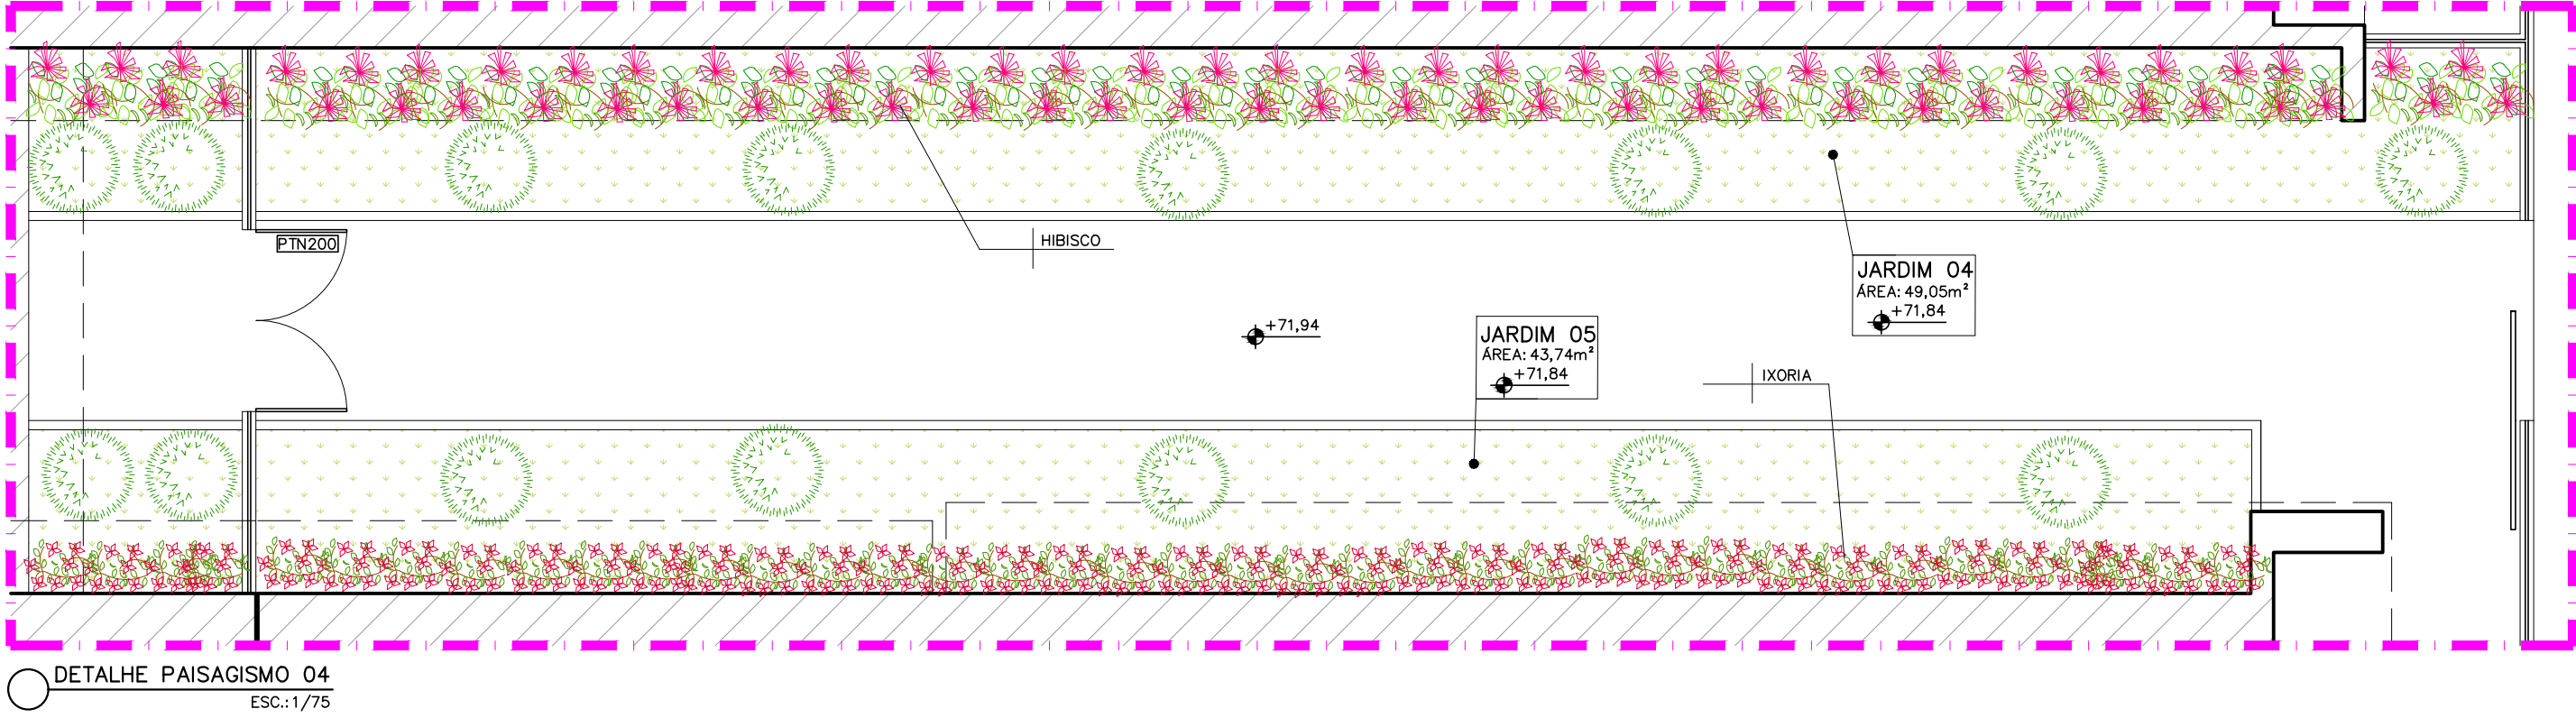 PTN200
HIBISCO
JARDIM 04
ÁREA: 49,05m²
+71,84
+71,94
JARDIM 05
ÁREA: 43,74m²
+71,84
IXORIA
DETALHE PAISAGISMO 04
ESC.: 1/75